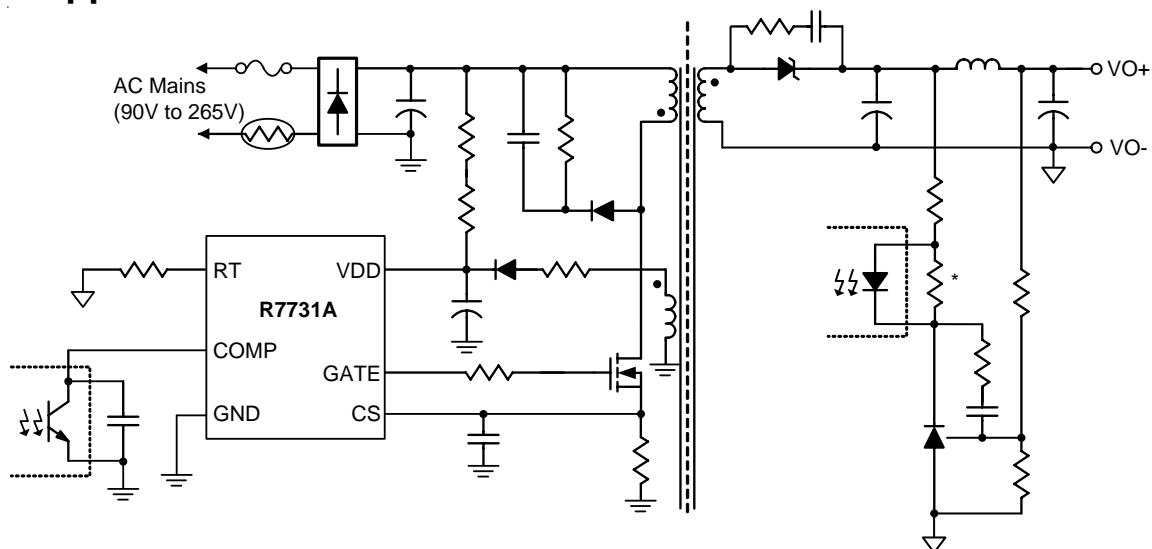 AC Mains
(90V to 265V)
VO+
VO-
RT
VDD
R7731A
COMP
GATE
GND
CS
*